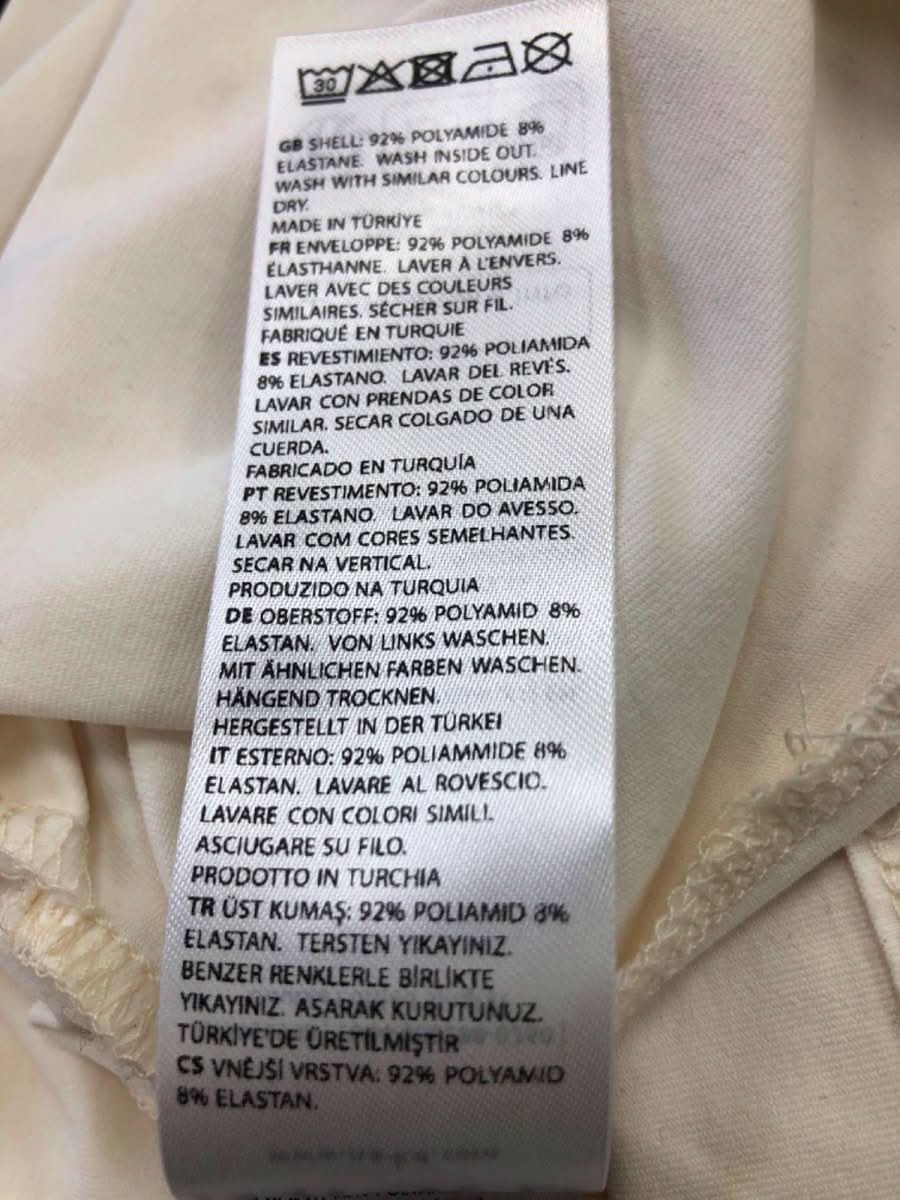 30
GB SHELL: 92% POLYAMIDE 8%
ELASTANE. WASH INSIDE OUT.
WASH WITH SIMILAR COLOURS. LINE
DRY.
MADE IN TÜRKİYE
FR ENVELOPPE: 92% POLYAMIDE 8%
ÉLASTHANNE. LAVER À L'ENVERS.
LAVER AVEC DES COULEURS
SIMILAIRES. SÉCHER SUR FIL.
FABRIQUÉ EN TURQUIE
ES REVESTIMIENTO: 92% POLIAMIDA
8% ELASTANO. LAVAR DEL REVÉS.
LAVAR CON PRENDAS DE COLOR
SIMILAR. SECAR COLGADO DE UNA
CUERDA.
FABRICADO EN TURQUÍA
PT REVESTIMENTO: 92% POLIAMIDA
8% ELASTANO. LAVAR DO AVESSO.
LAVAR COM CORES SEMELHANTES.
SECAR NA VERTICAL.
PRODUZIDO NA TURQUIA
DE OBERSTOFF: 92% POLYAMID 8%
ELASTAN. VON LINKS WASCHEN.
MIT ÄHNLICHEN FARBEN WASCHEN.
HÄNGEND TROCKNEN.
HERGESTELLT IN DER TÜRKEI
IT ESTERNO: 92% POLIAMMIDE 8%
ELASTAN. LAVARE AL ROVESCIO.
LAVARE CON COLORI SIMILI.
ASCIUGARE SU FILO.
PRODOTTO IN TURCHIA
TR ÜST KUMAŞ: 92% POLIAMID 8%
ELASTAN. TERSTEN YIKAYINIZ.
BENZER RENKLERLE BİRLİKTE
YIKAYINIZ. ASARAK KURUTUNUZ.
TÜRKİYE'DE ÜRETİLMİŞTİR
CS VNĚJŠÍ VRSTVA: 92% POLYAMID
8% ELASTAN.